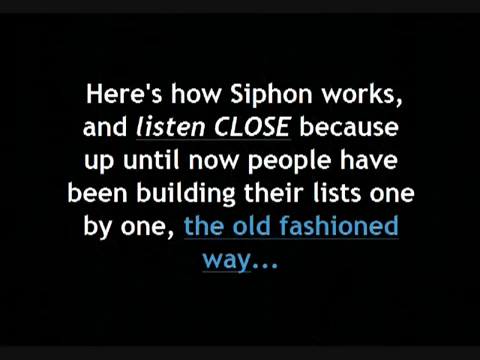 Here's how Siphon works,
and listen CLOSE because
up until now people have
been building their lists one
by one, the old fashioned
way...